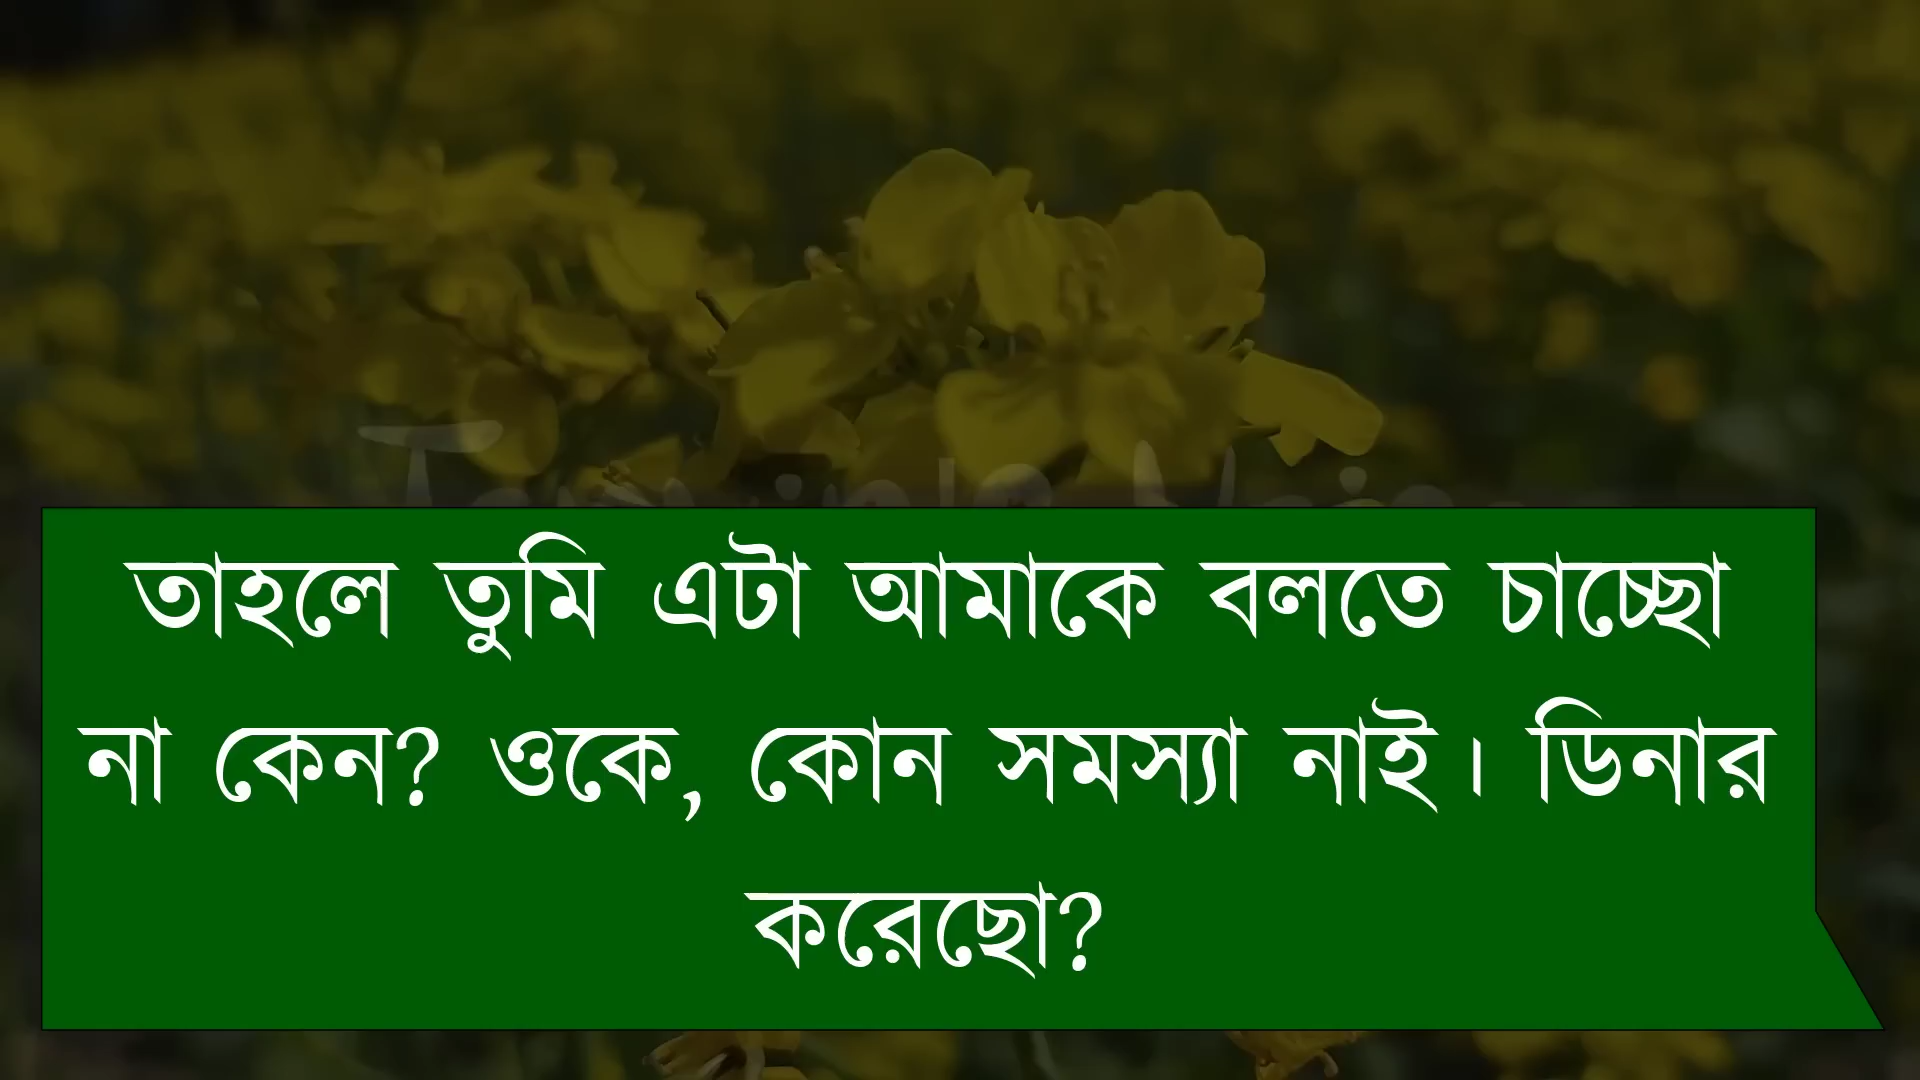 তাহলে তুমি এটা আমাকে বলতে চাচ্ছো
না কেন? ওকে, কোন সমস্যা নাই। ডিনার
করেছো?